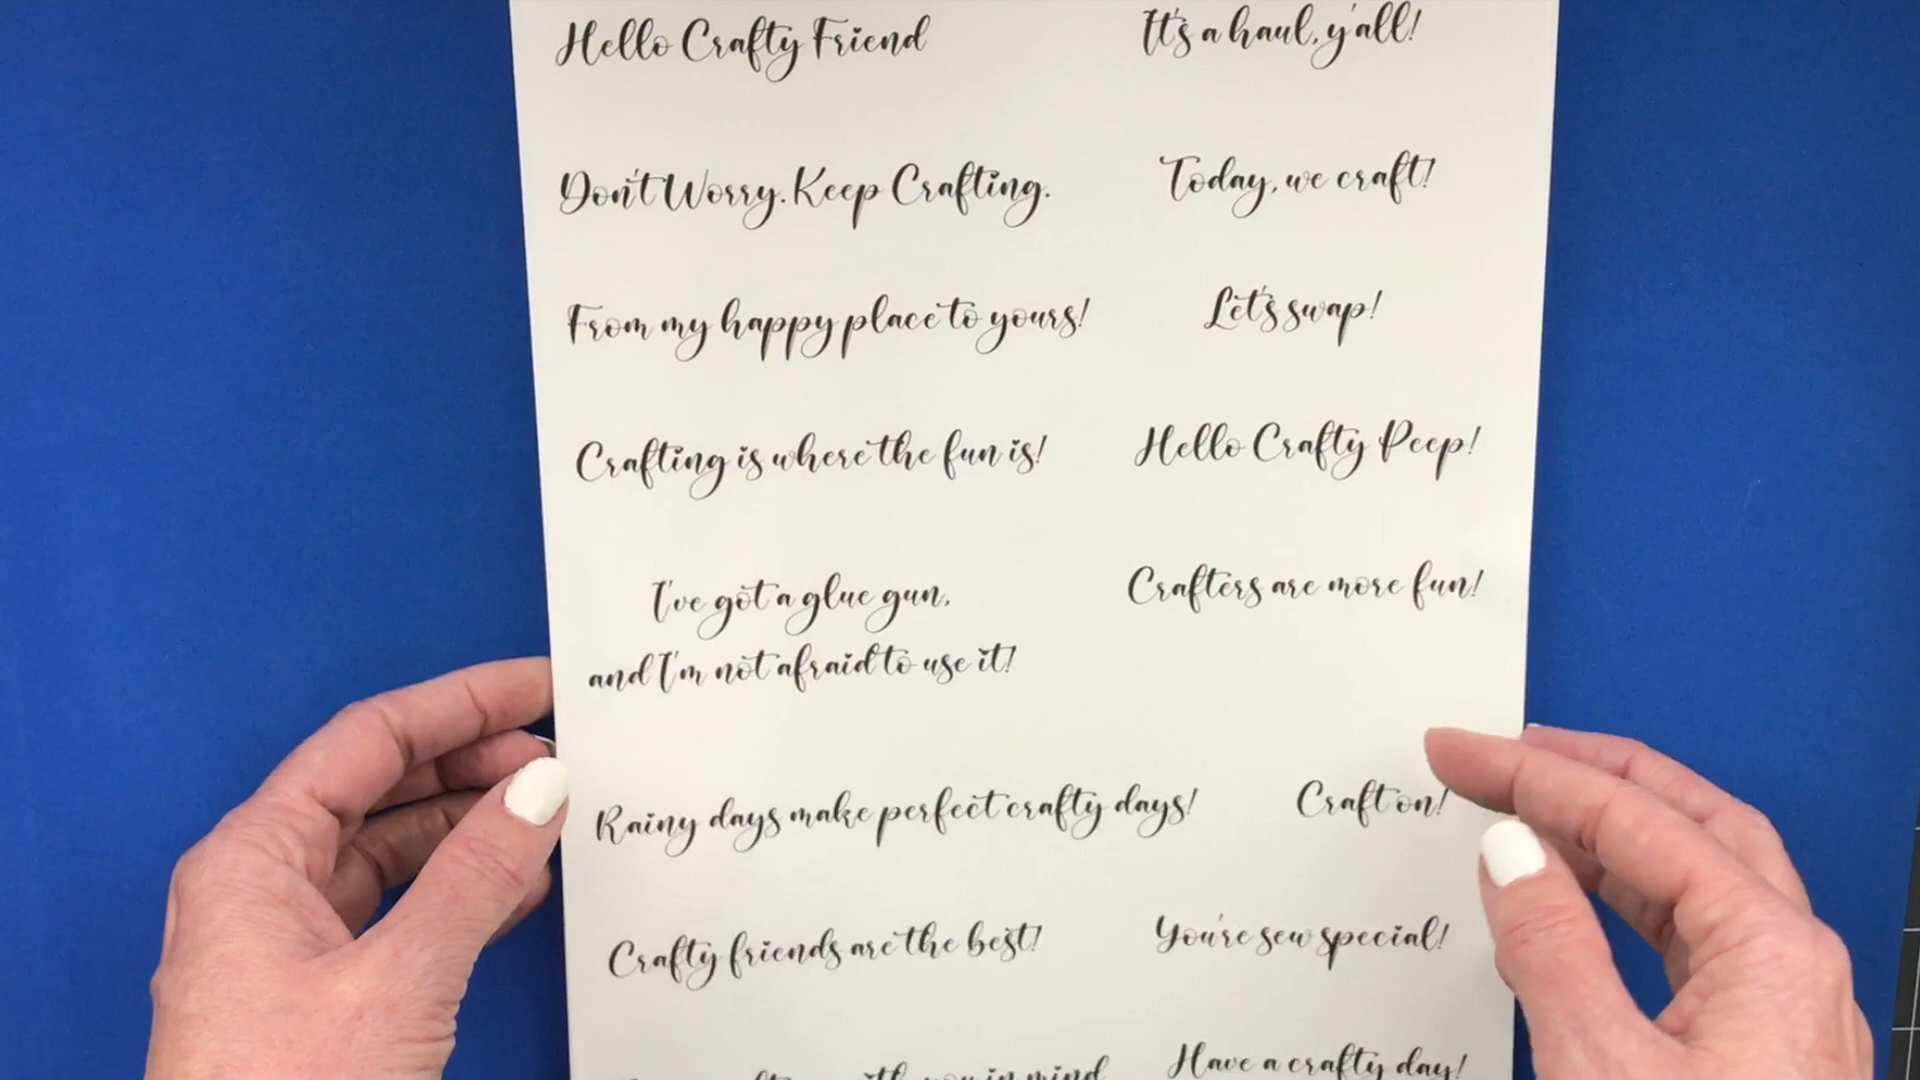 Hello Crafty Friend
It's a haul, y'all!
Don't Worry. Keep Crafting.
Today, we craft!
From my happy place to yours!
Let's swap!
Crafting is where the fun is!
Hello Crafty Peep!
I've got a glue gun,
and I'm not afraid to use it!
Crafters are more fun!
Rainy days make perfect crafty days!
Craft on!
Crafty friends are the best!
You're sew special!
you in mind
Have a crafty day!